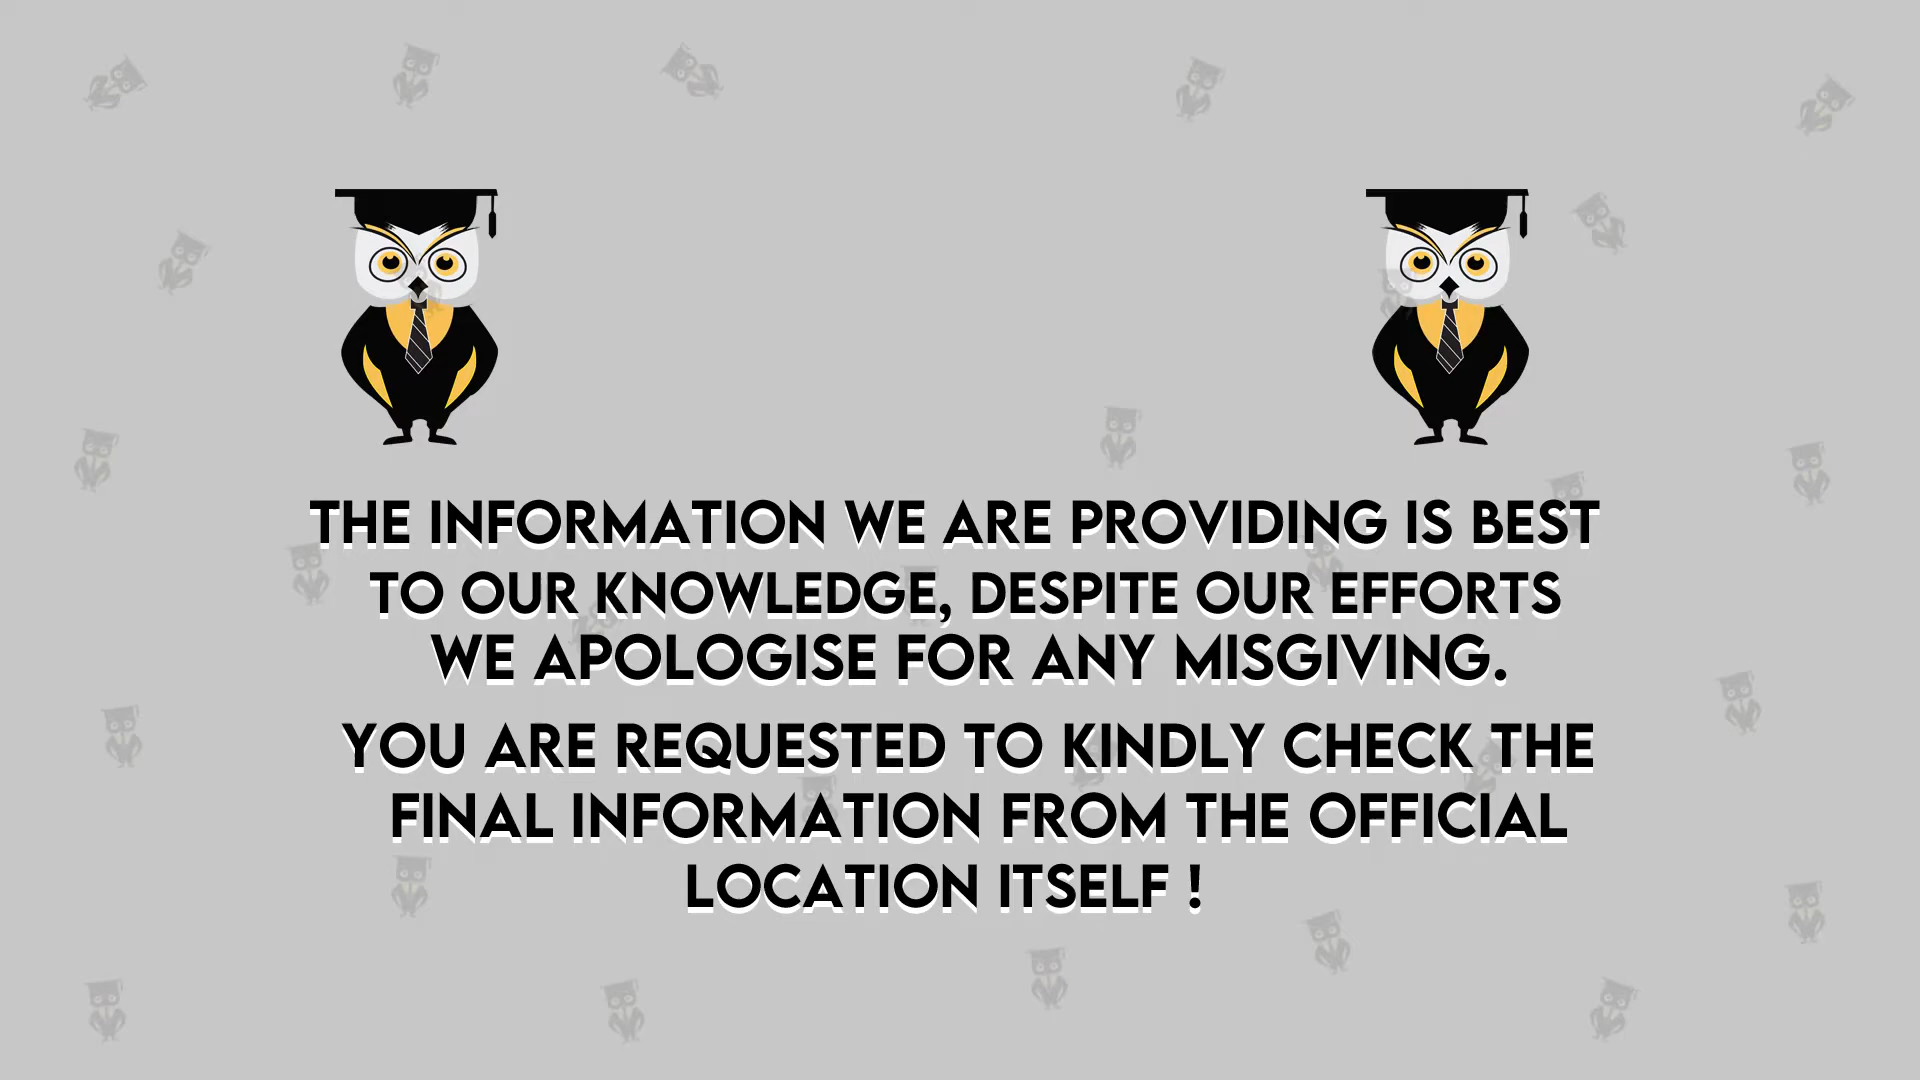 THE INFORMATION WE ARE PROVIDING IS BEST
TO OUR KNOWLEDGE, DESPITE OUR EFFORTS
WE APOLOGISE FOR ANY MISGIVING.
YOU ARE REQUESTED TO KINDLY CHECK THE
FINAL INFORMATION FROM THE OFFICIAL
LOCATION ITSELF !